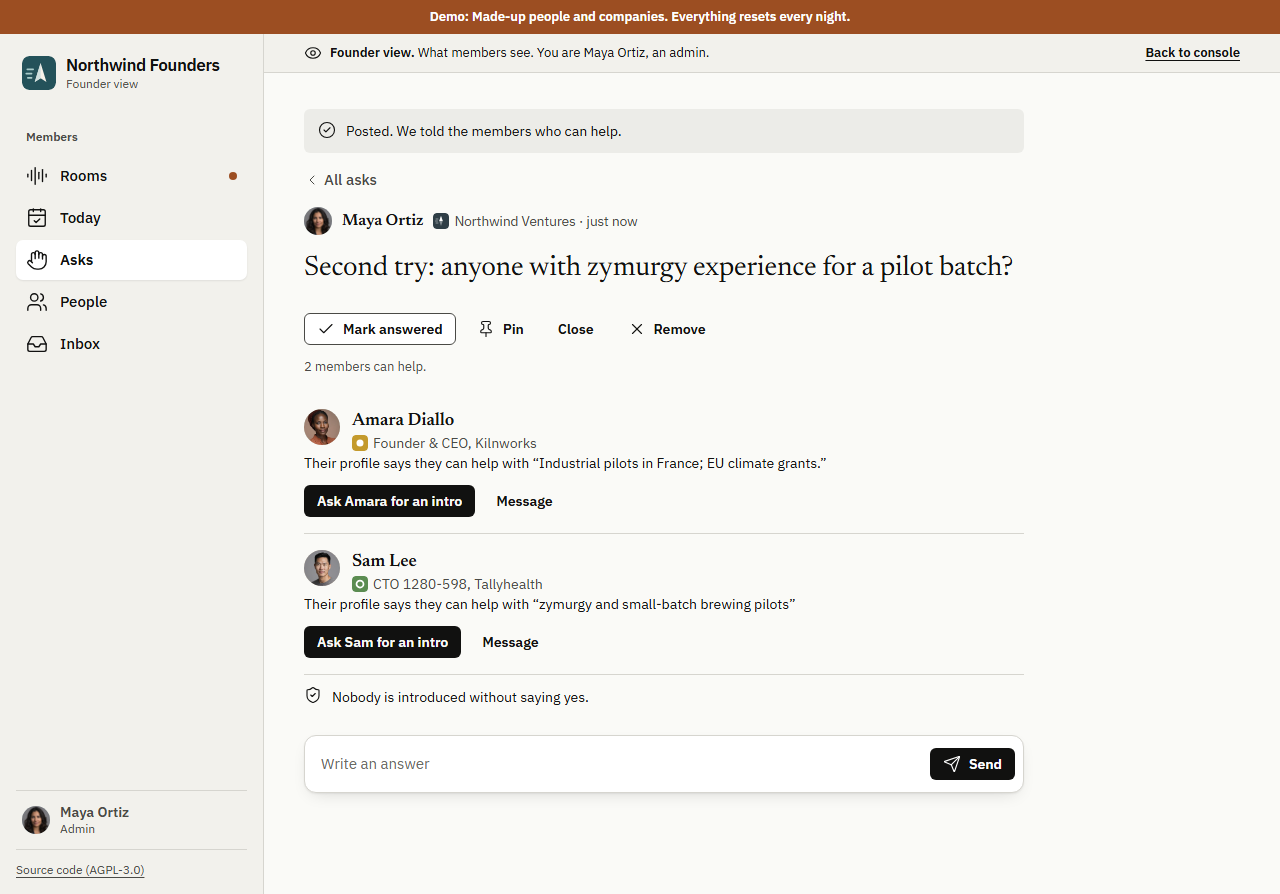 Demo: Made-up people and companies. Everything resets every night.
Northwind Founders
Founder view
Founder view. What members see. You are Maya Ortiz, an admin.
Back to console
Members
Rooms
Today
Asks
People
Inbox
Posted. We told the members who can help.
All asks
Maya Ortiz Northwind Ventures · just now
Second try: anyone with zymurgy experience for a pilot batch?
Mark answered Pin Close Remove
2 members can help.
Amara Diallo
Founder & CEO, Kilnworks
Their profile says they can help with “Industrial pilots in France; EU climate grants.”
Ask Amara for an intro Message
Sam Lee
CTO 1280-598, Tallyhealth
Their profile says they can help with “zymurgy and small-batch brewing pilots”
Ask Sam for an intro Message
Nobody is introduced without saying yes.
Write an answer Send
Maya Ortiz
Admin
Source code (AGPL-3.0)